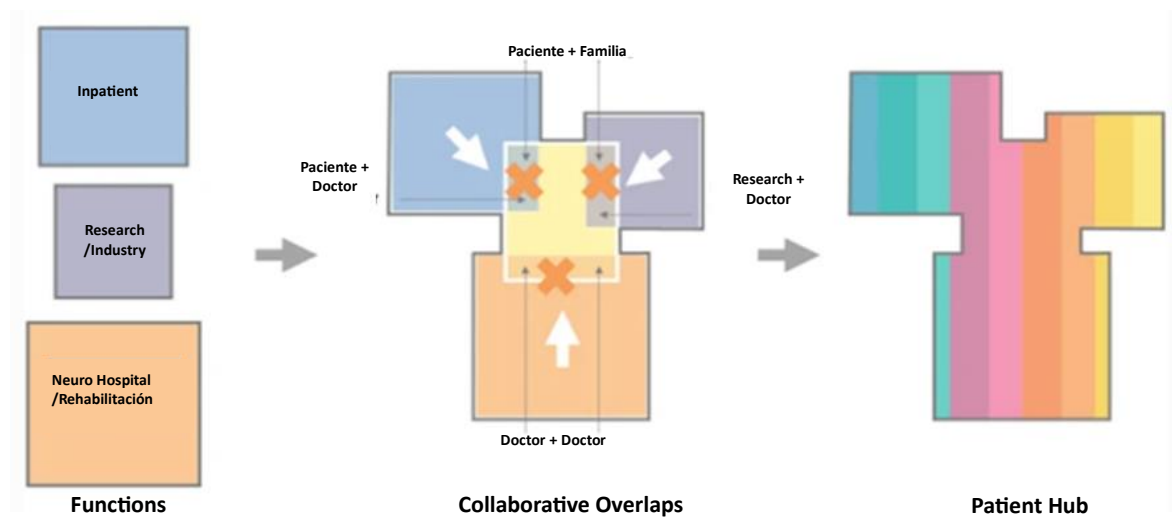 Inpatient
Research
/Industry
Neuro Hospital
/Rehabilitación
Functions
Paciente + Familia
Paciente +
Doctor
Research +
Doctor
Doctor + Doctor
Collaborative Overlaps
Patient Hub